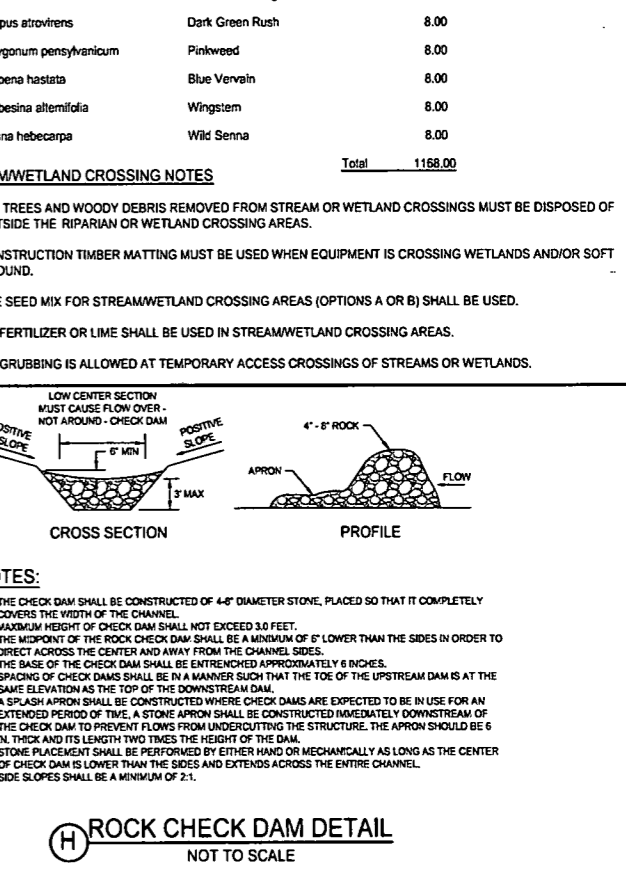 pus atrovirens Dark Green Rush 8.00
gonum pensylvanicum Pinkweed 8.00
bena hastata Blue Vervain 8.00
besina alternifolia Wingstem 8.00
na hebecarpa Wild Senna 8.00
Total 1168.00
M/WETLAND CROSSING NOTES
TREES AND WOODY DEBRIS REMOVED FROM STREAM OR WETLAND CROSSINGS MUST BE DISPOSED OF
TSIDE THE RIPARIAN OR WETLAND CROSSING AREAS.
NSTRUCTION TIMBER MATTING MUST BE USED WHEN EQUIPMENT IS CROSSING WETLANDS AND/OR SOFT
OUND.
E SEED MIX FOR STREAM/WETLAND CROSSING AREAS (OPTIONS A OR B) SHALL BE USED.
FERTILIZER OR LIME SHALL BE USED IN STREAM/WETLAND CROSSING AREAS.
GRUBBING IS ALLOWED AT TEMPORARY ACCESS CROSSINGS OF STREAMS OR WETLANDS.
LOW CENTER SECTION
MUST CAUSE FLOW OVER -
NOT AROUND - CHECK DAM
OSITIVE
SLOPE
POSITIVE
SLOPE
6" MIN
3' MAX
CROSS SECTION
4" - 8" ROCK
APRON
FLOW
PROFILE
TES:
THE CHECK DAM SHALL BE CONSTRUCTED OF 4-8" DIAMETER STONE, PLACED SO THAT IT COMPLETELY
COVERS THE WIDTH OF THE CHANNEL.
MAXIMUM HEIGHT OF CHECK DAM SHALL NOT EXCEED 3.0 FEET.
THE MIDPOINT OF THE ROCK CHECK DAM SHALL BE A MINIMUM OF 6" LOWER THAN THE SIDES IN ORDER TO
DIRECT ACROSS THE CENTER AND AWAY FROM THE CHANNEL SIDES.
THE BASE OF THE CHECK DAM SHALL BE ENTRENCHED APPROXIMATELY 6 INCHES.
SPACING OF CHECK DAMS SHALL BE IN A MANNER SUCH THAT THE TOE OF THE UPSTREAM DAM IS AT THE
SAME ELEVATION AS THE TOP OF THE DOWNSTREAM DAM.
A SPLASH APRON SHALL BE CONSTRUCTED WHERE CHECK DAMS ARE EXPECTED TO BE IN USE FOR AN
EXTENDED PERIOD OF TIME, A STONE APRON SHALL BE CONSTRUCTED IMMEDIATELY DOWNSTREAM OF
THE CHECK DAM TO PREVENT FLOWS FROM UNDERCUTTING THE STRUCTURE. THE APRON SHOULD BE 6
IN. THICK AND ITS LENGTH TWO TIMES THE HEIGHT OF THE DAM.
STONE PLACEMENT SHALL BE PERFORMED BY EITHER HAND OR MECHANICALLY AS LONG AS THE CENTER
OF CHECK DAM IS LOWER THAN THE SIDES AND EXTENDS ACROSS THE ENTIRE CHANNEL.
SIDE SLOPES SHALL BE A MINIMUM OF 2:1.
H ROCK CHECK DAM DETAIL
NOT TO SCALE